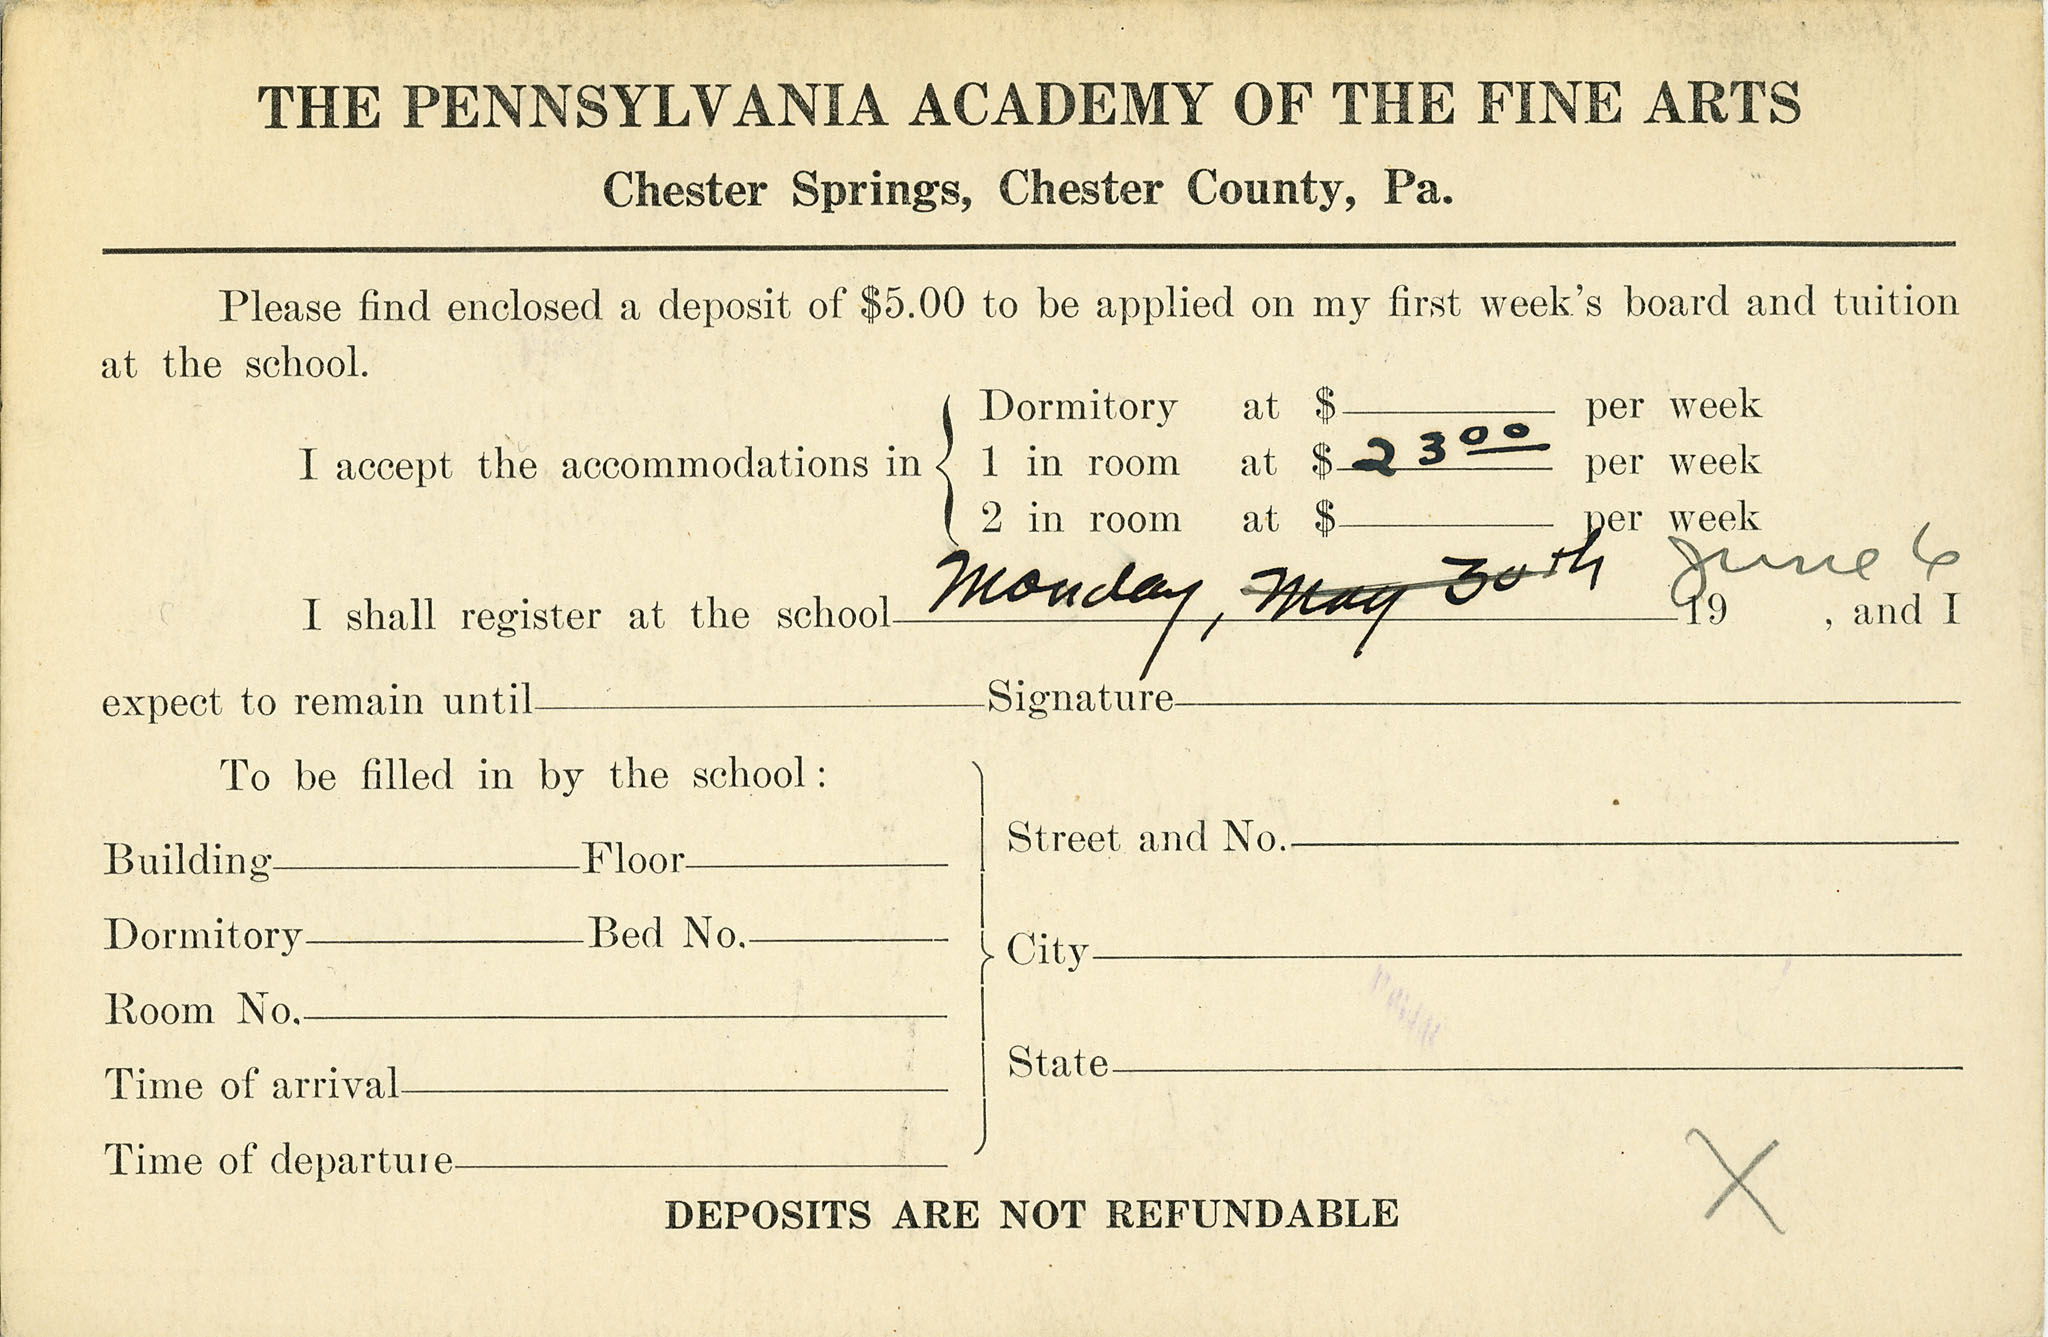 THE PENNSYLVANIA ACADEMY OF THE FINE ARTS
Chester Springs, Chester County, Pa.
Please find enclosed a deposit of $5.00 to be applied on my first week's board and tuition
at the school.
Dormitory at $ per week
I accept the accommodations in 1 in room at $ 23 00 per week
2 in room at $ per week
I shall register at the school Monday, May 30th June 6 19 , and I
expect to remain until Signature
To be filled in by the school:
Building Floor
Dormitory Bed No.
Room No.
Time of arrival
Time of departure
Street and No.
City
State
X
DEPOSITS ARE NOT REFUNDABLE